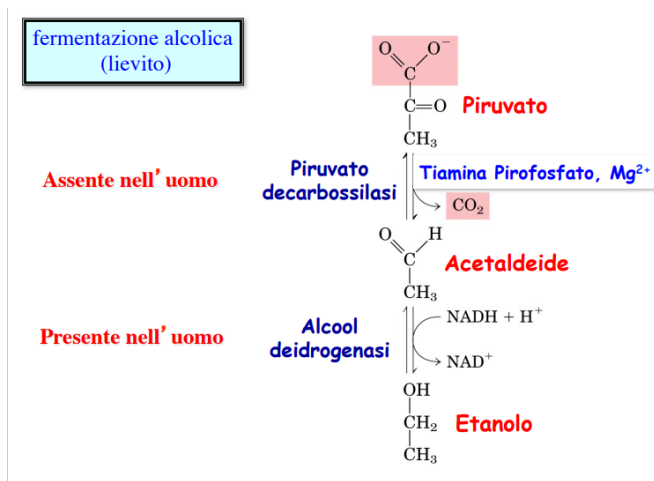 fermentazione alcolica
(lievito)
O O⁻
C
C=O
CH₃
Piruvato
Assente nell'uomo
Piruvato
decarbossilasi
Tiamina Pirofosfato, Mg²⁺
CO₂
O H
C
CH₃
Acetaldeide
Presente nell'uomo
Alcool
deidrogenasi
NADH + H⁺
NAD⁺
OH
CH₂
CH₃
Etanolo